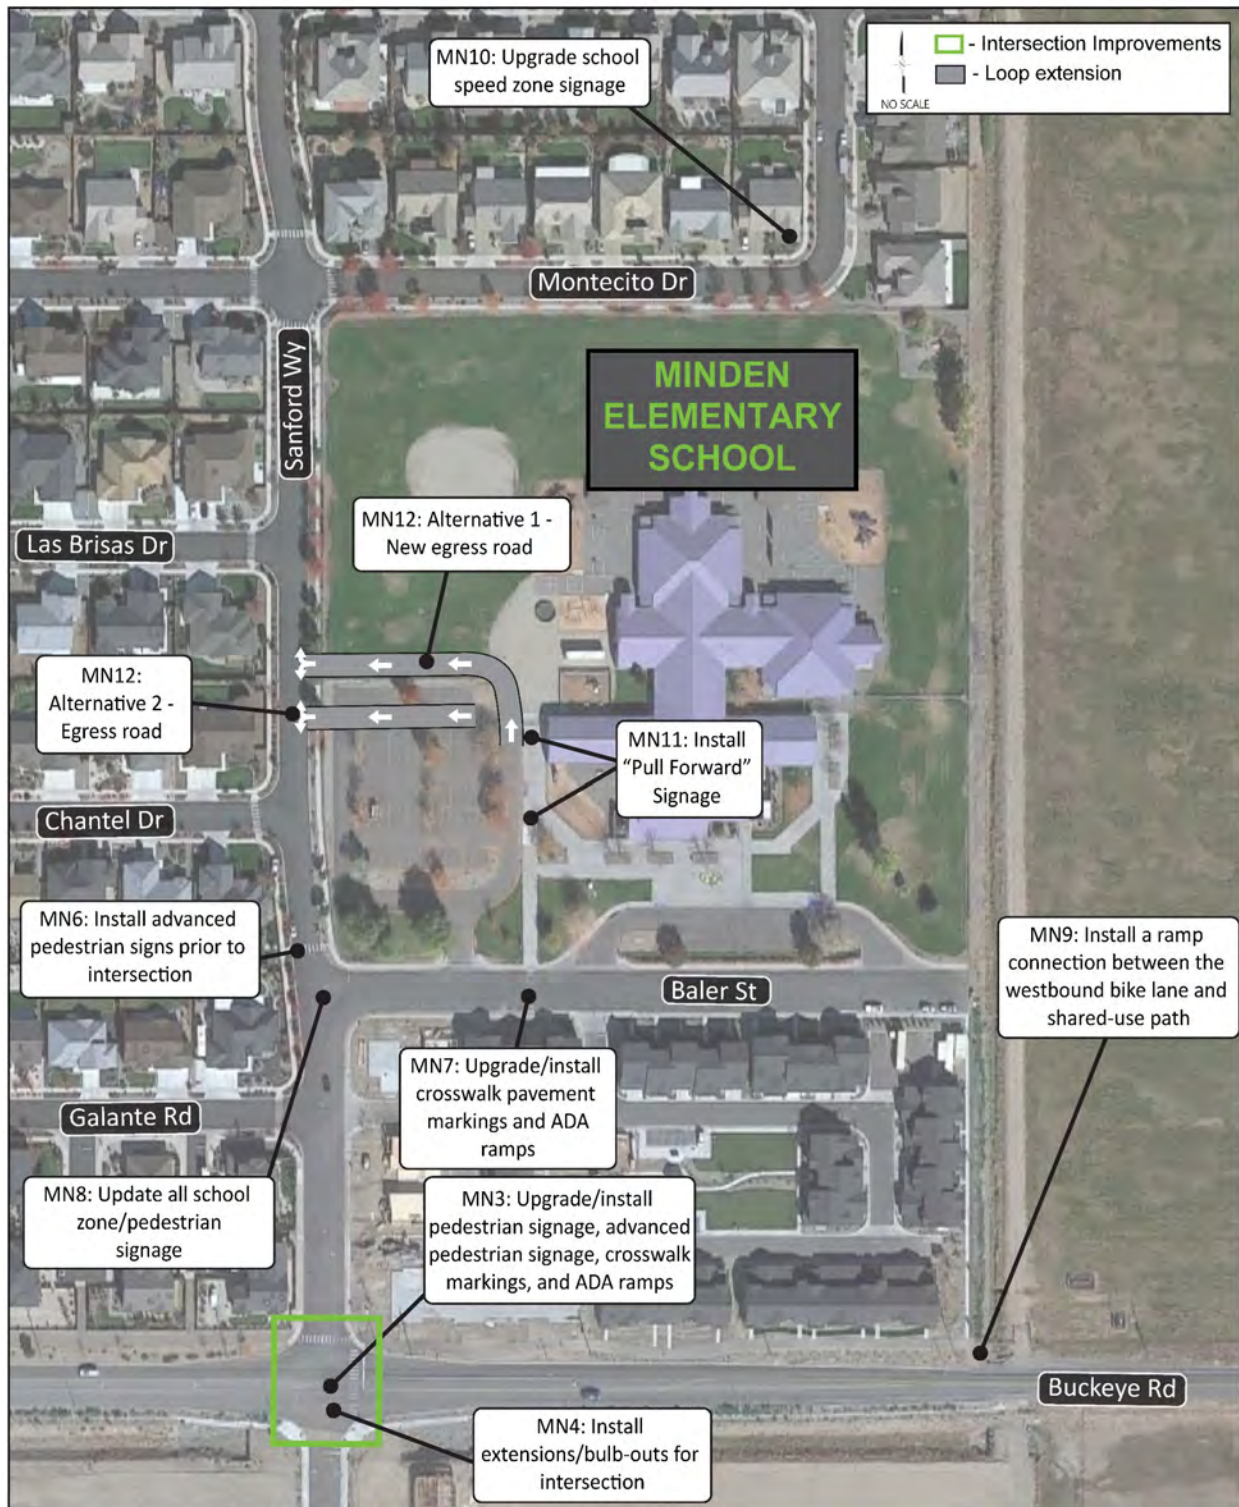 MN10: Upgrade school
speed zone signage
NO SCALE
- Intersection Improvements
- Loop extension
Montecito Dr
Sanford Wy
MINDEN
ELEMENTARY
SCHOOL
MN12: Alternative 1 -
New egress road
Las Brisas Dr
MN12:
Alternative 2 -
Egress road
MN11: Install
“Pull Forward”
Signage
Chantel Dr
MN6: Install advanced
pedestrian signs prior to
intersection
MN9: Install a ramp
connection between the
westbound bike lane and
shared-use path
Baler St
MN7: Upgrade/install
crosswalk pavement
markings and ADA
ramps
Galante Rd
MN8: Update all school
zone/pedestrian
signage
MN3: Upgrade/install
pedestrian signage, advanced
pedestrian signage, crosswalk
markings, and ADA ramps
Buckeye Rd
MN4: Install
extensions/bulb-outs for
intersection